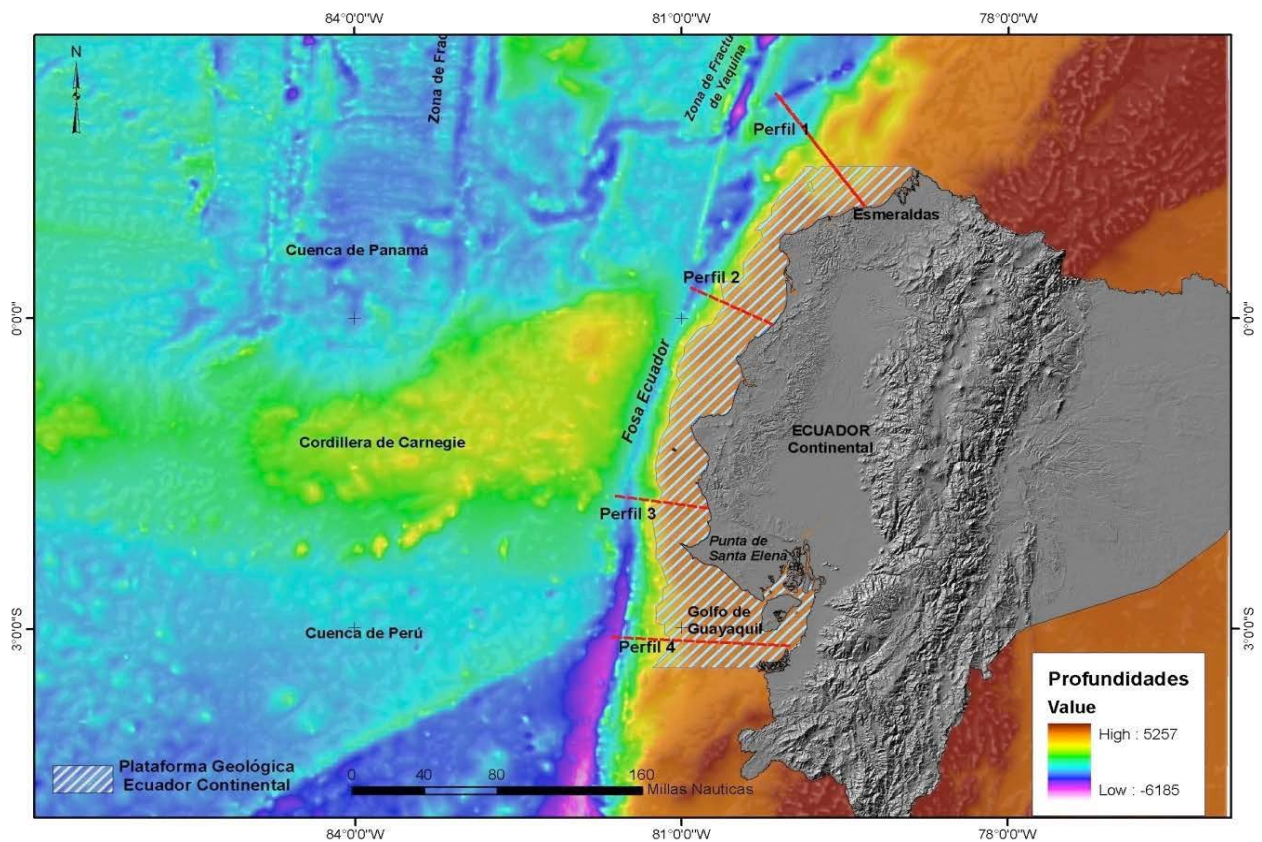 84°0'0"W
81°0'0"W
78°0'0"W
N
Zona de Frac
Zona de Fractu
de Yaquina
Perfil 1
Esmeraldas
Cuenca de Panamá
Perfil 2
0°0'0"
0°0'0"
Fosa Ecuador
Cordillera de Carnegie
ECUADOR
Continental
Perfil 3
Punta de
Santa Elena
Golfo de
Guayaquil
Cuenca de Perú
3°0'0"S
3°0'0"S
Perfil 4
Profundidades
Value
High : 5257
Low : -6185
Plataforma Geológica
Ecuador Continental
0 40 80 160
Millas Nauticas
84°0'0"W
81°0'0"W
78°0'0"W